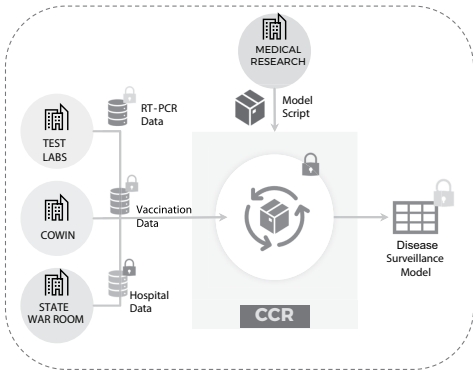 MEDICAL
RESEARCH
Model
Script
RT-PCR
Data
TEST
LABS
Vaccination
Data
COWIN
Hospital
Data
STATE
WAR ROOM
CCR
Disease
Surveillance
Model